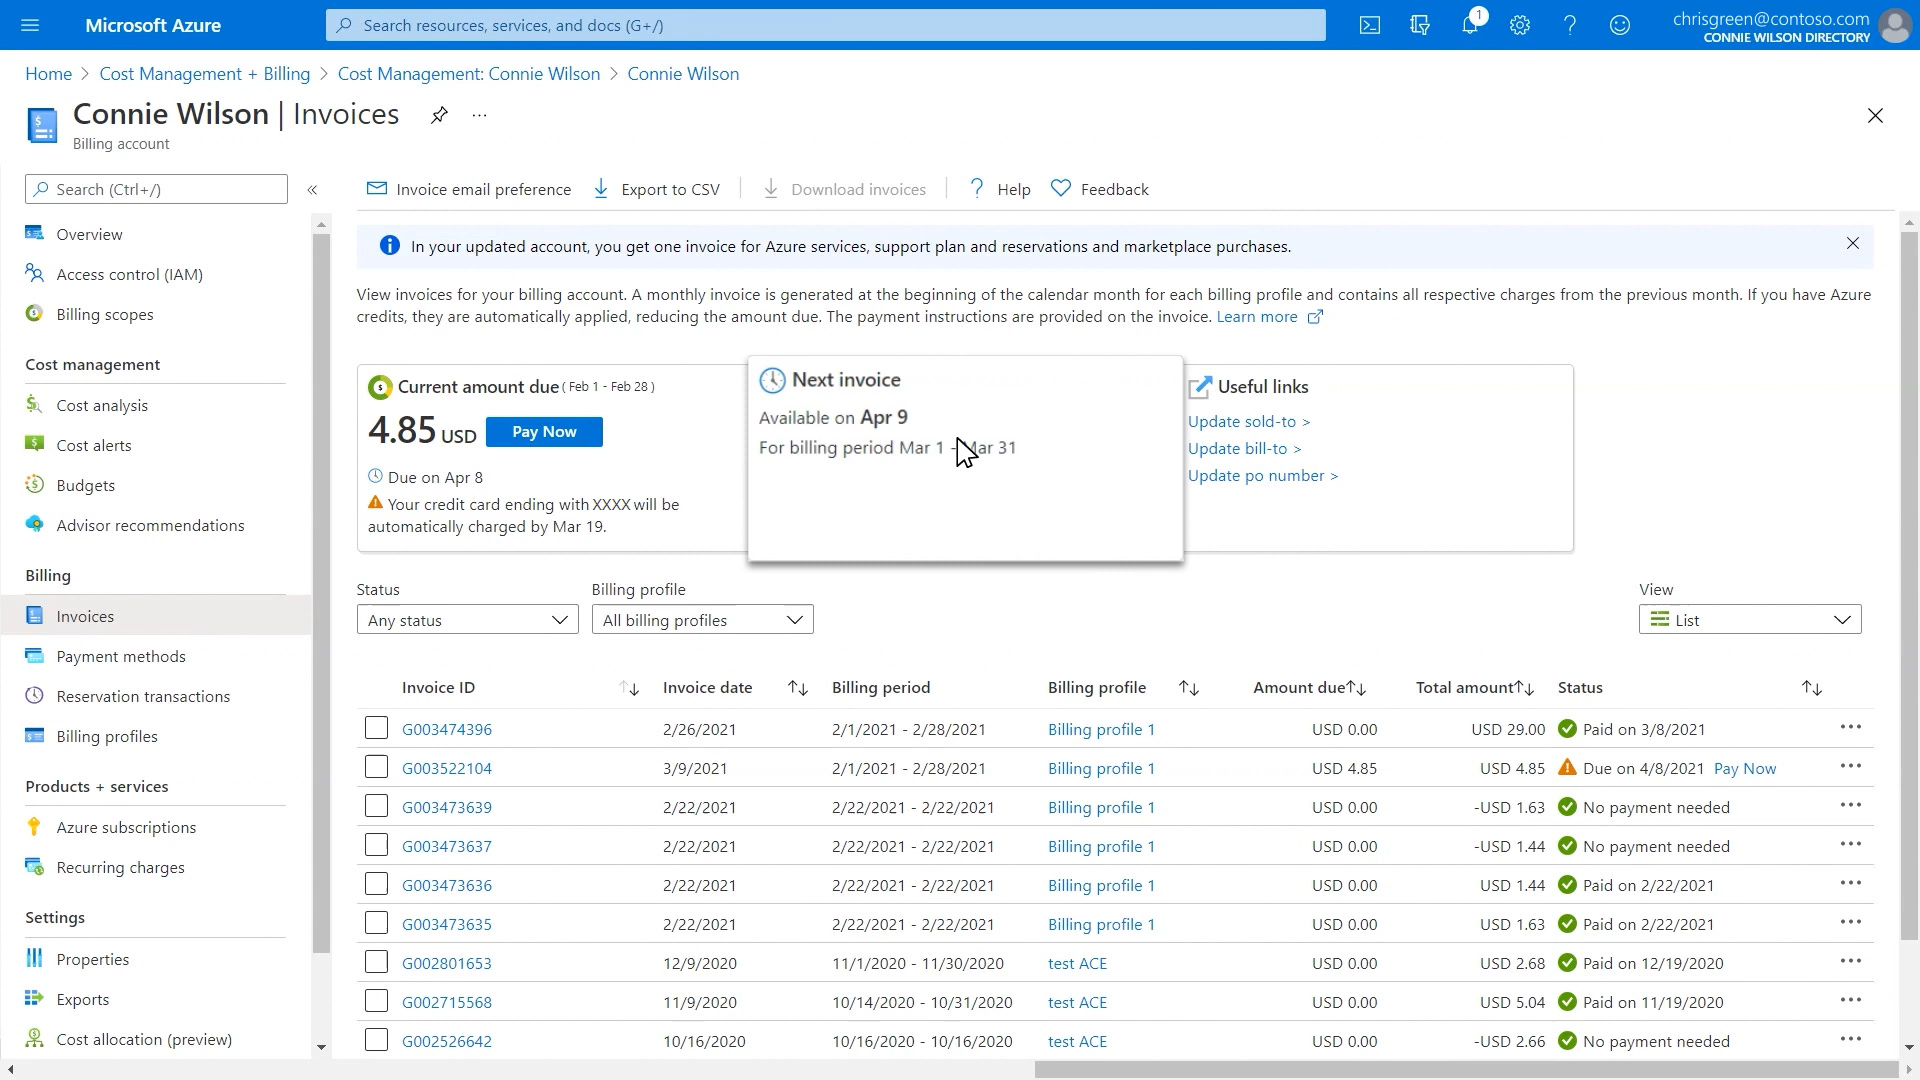 Microsoft Azure
Search resources, services, and docs (G+/)
1
chrisgreen@contoso.com
CONNIE WILSON DIRECTORY
Home > Cost Management + Billing > Cost Management: Connie Wilson > Connie Wilson
Connie Wilson | Invoices
Billing account
Search (Ctrl+/)
Overview
Access control (IAM)
Billing scopes
Cost management
Cost analysis
Cost alerts
Budgets
Advisor recommendations
Billing
Invoices
Payment methods
Reservation transactions
Billing profiles
Products + services
Azure subscriptions
Recurring charges
Settings
Properties
Exports
Cost allocation (preview)
Invoice email preference Export to CSV Download invoices Help Feedback
In your updated account, you get one invoice for Azure services, support plan and reservations and marketplace purchases.
View invoices for your billing account. A monthly invoice is generated at the beginning of the calendar month for each billing profile and contains all respective charges from the previous month. If you have Azure
credits, they are automatically applied, reducing the amount due. The payment instructions are provided on the invoice. Learn more
Current amount due ( Feb 1 - Feb 28 )
4.85 USD Pay Now
Due on Apr 8
Your credit card ending with XXXX will be
automatically charged by Mar 19.
Next invoice
Available on Apr 9
For billing period Mar 1 - Mar 31
Useful links
Update sold-to >
Update bill-to >
Update po number >
Status Billing profile View
Any status All billing profiles List
Invoice ID Invoice date Billing period Billing profile Amount due Total amount Status
G003474396 2/26/2021 2/1/2021 - 2/28/2021 Billing profile 1 USD 0.00 USD 29.00 Paid on 3/8/2021
G003522104 3/9/2021 2/1/2021 - 2/28/2021 Billing profile 1 USD 4.85 USD 4.85 Due on 4/8/2021 Pay Now
G003473639 2/22/2021 2/22/2021 - 2/22/2021 Billing profile 1 USD 0.00 -USD 1.63 No payment needed
G003473637 2/22/2021 2/22/2021 - 2/22/2021 Billing profile 1 USD 0.00 -USD 1.44 No payment needed
G003473636 2/22/2021 2/22/2021 - 2/22/2021 Billing profile 1 USD 0.00 USD 1.44 Paid on 2/22/2021
G003473635 2/22/2021 2/22/2021 - 2/22/2021 Billing profile 1 USD 0.00 USD 1.63 Paid on 2/22/2021
G002801653 12/9/2020 11/1/2020 - 11/30/2020 test ACE USD 0.00 USD 2.68 Paid on 12/19/2020
G002715568 11/9/2020 10/14/2020 - 10/31/2020 test ACE USD 0.00 USD 5.04 Paid on 11/19/2020
G002526642 10/16/2020 10/16/2020 - 10/16/2020 test ACE USD 0.00 -USD 2.66 No payment needed